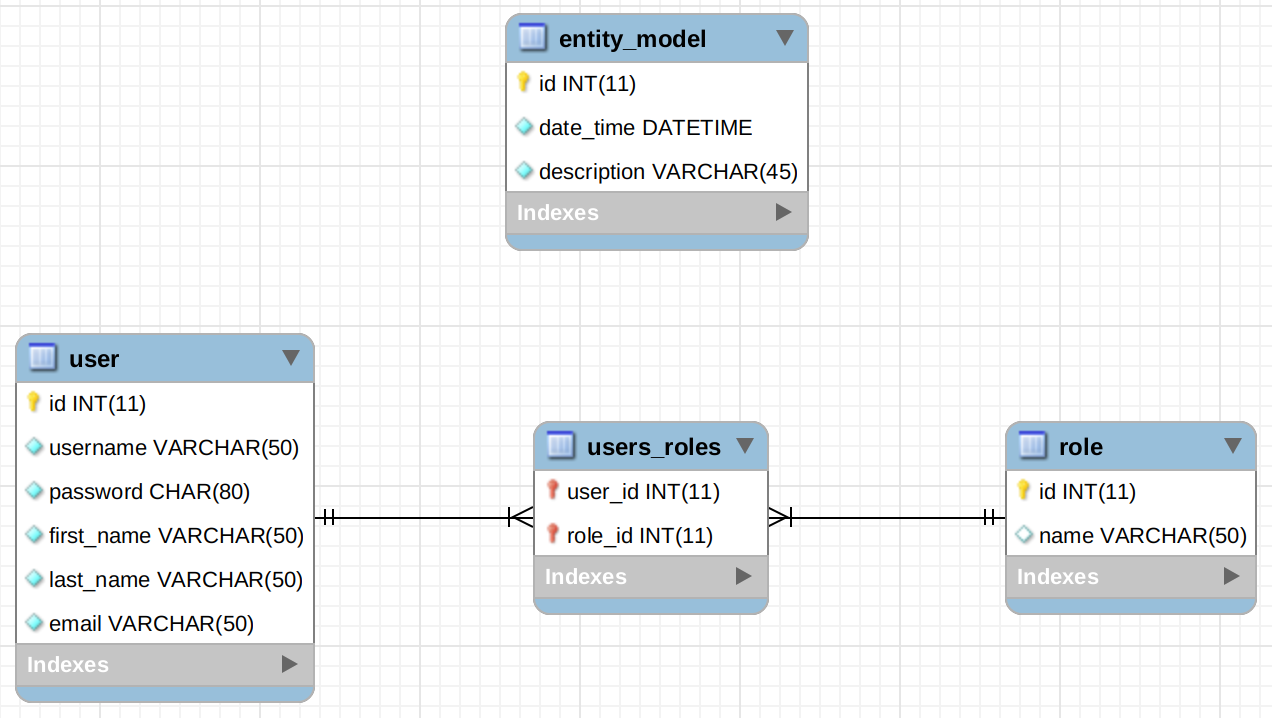 entity_model
id INT(11)
date_time DATETIME
description VARCHAR(45)
Indexes
user
id INT(11)
username VARCHAR(50)
password CHAR(80)
first_name VARCHAR(50)
last_name VARCHAR(50)
email VARCHAR(50)
Indexes
users_roles
user_id INT(11)
role_id INT(11)
Indexes
role
id INT(11)
name VARCHAR(50)
Indexes